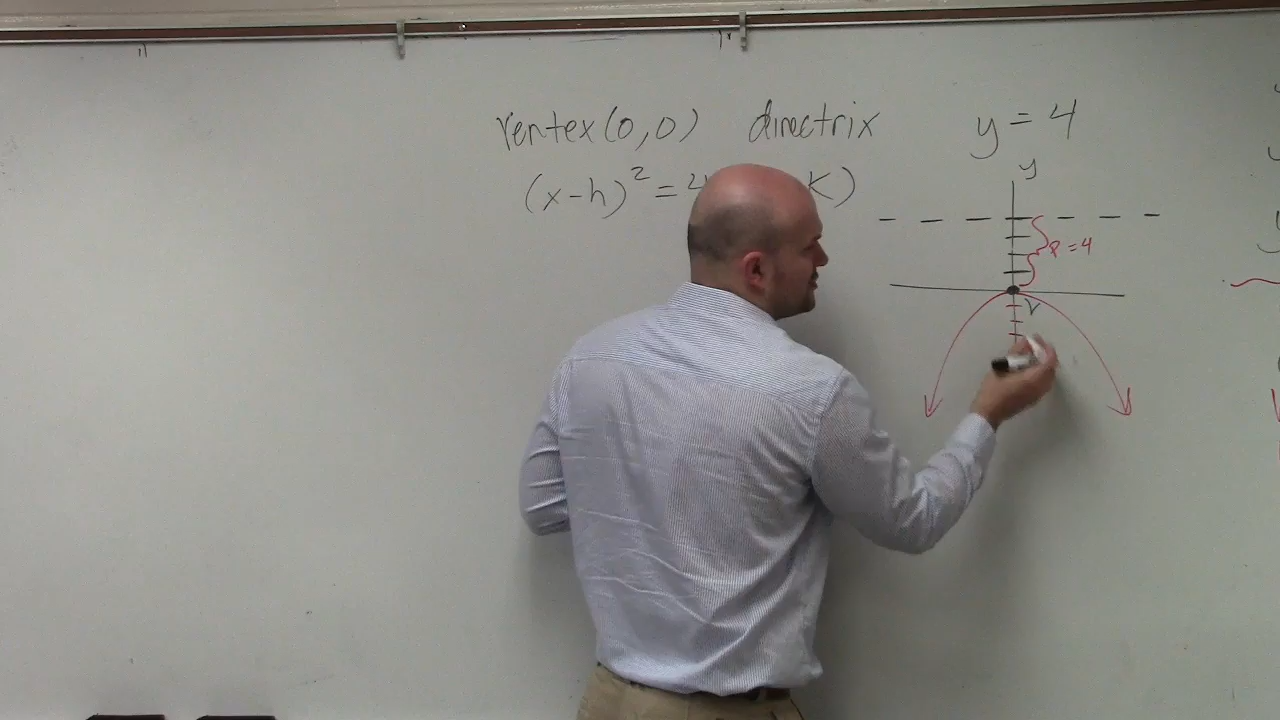 vertex (0,0) directrix y = 4
(x-h)² = 4 K)
y
P = 4
V